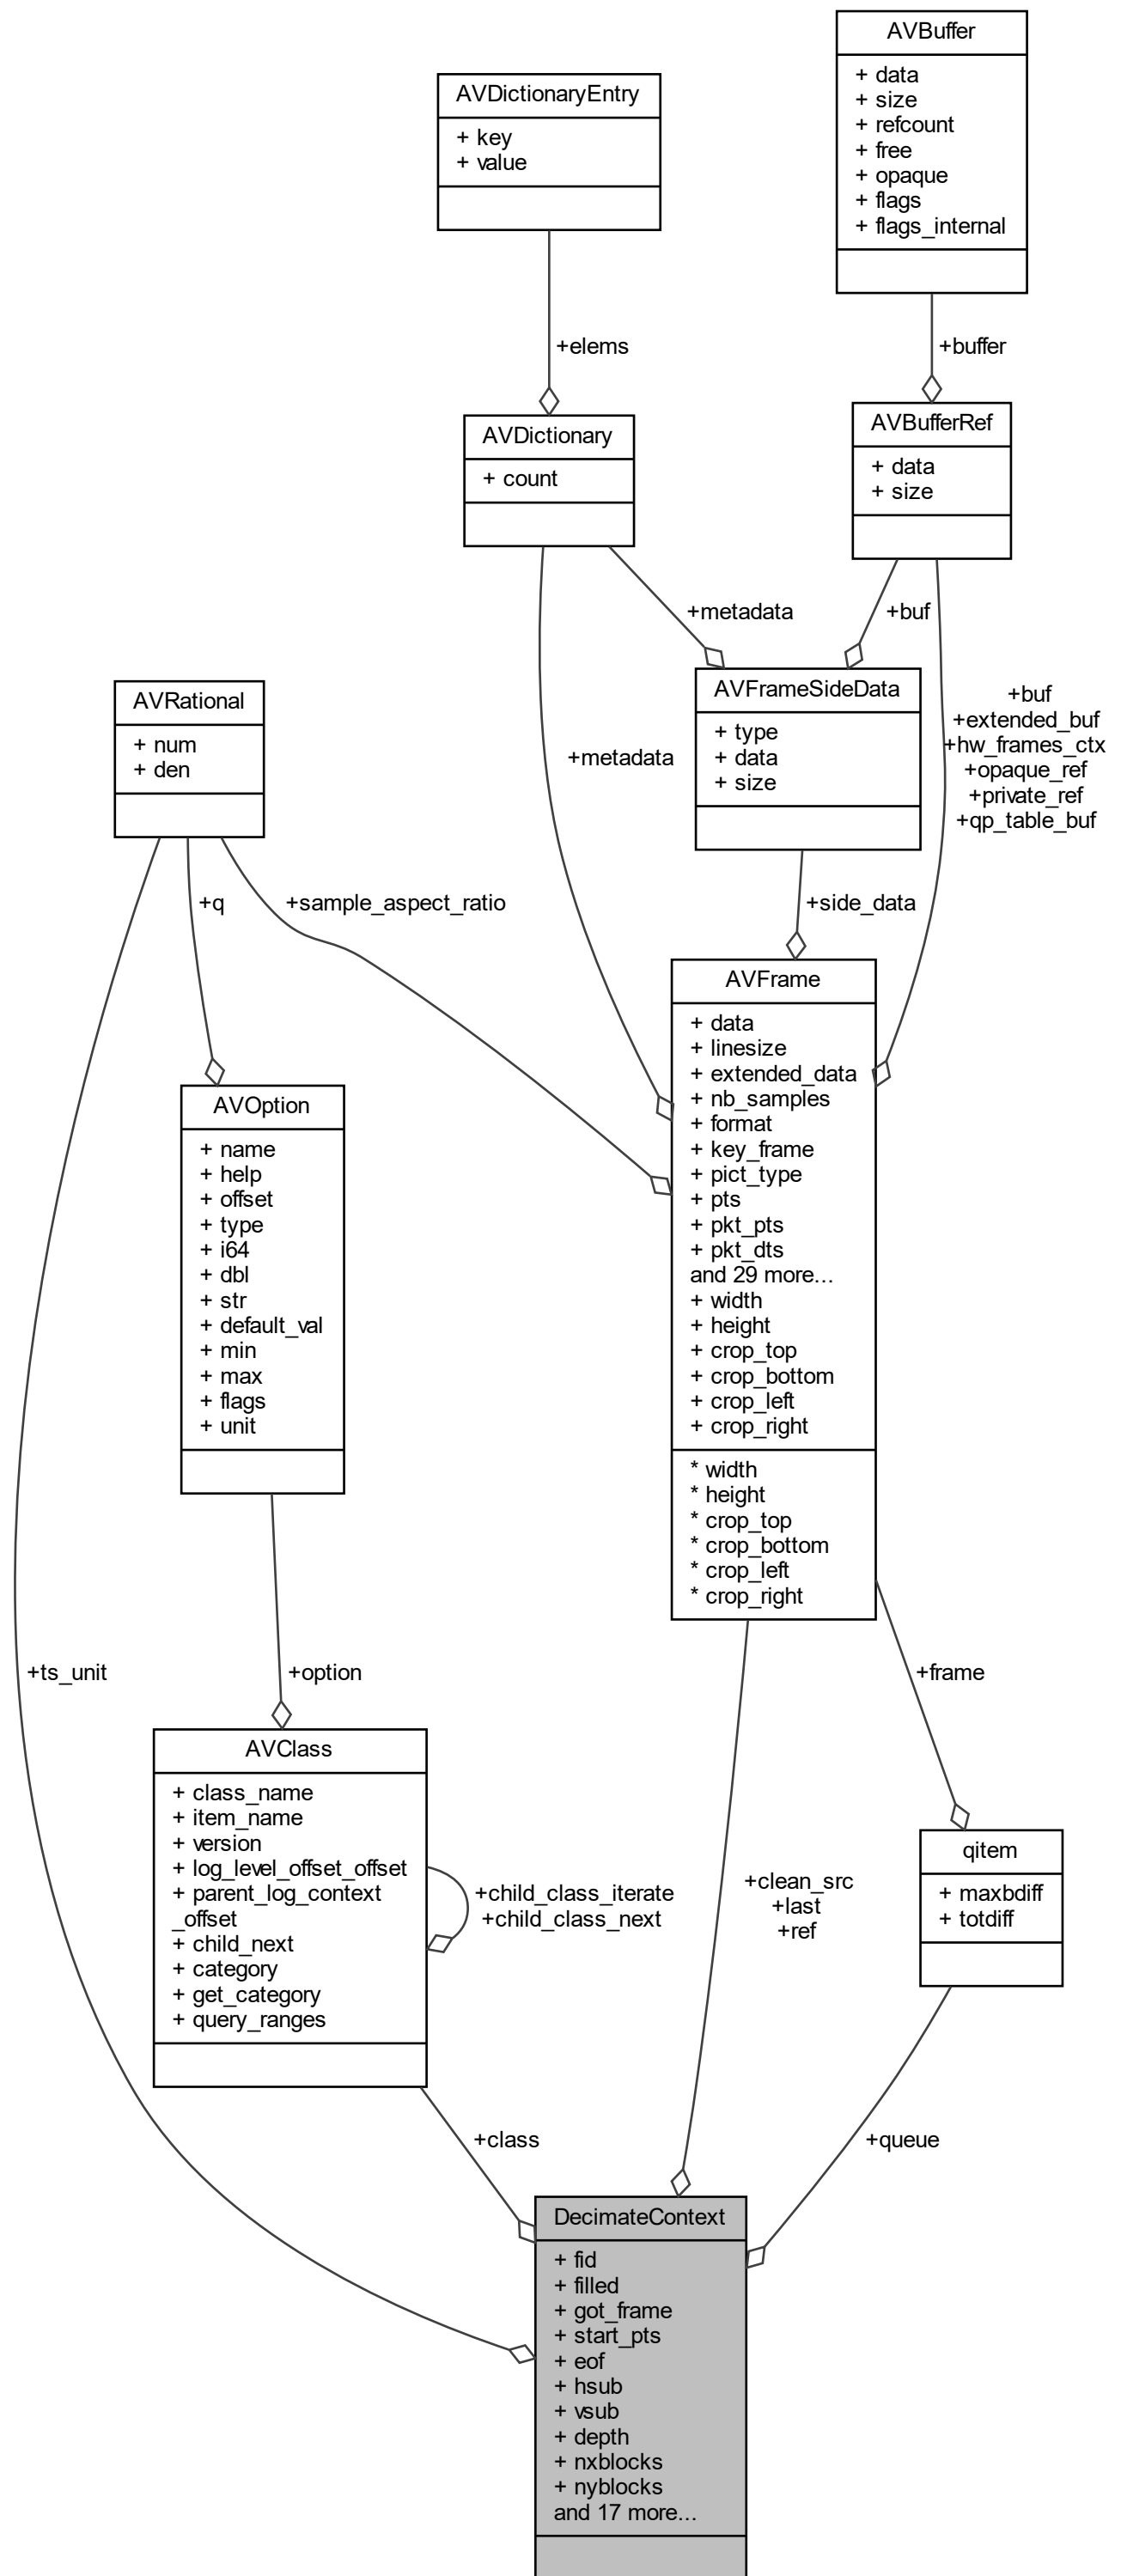 AVBuffer
+ data
+ size
+ refcount
+ free
+ opaque
+ flags
+ flags_internal
AVDictionaryEntry
+ key
+ value
+elems
+buffer
AVDictionary
+ count
AVBufferRef
+ data
+ size
+metadata
+buf
AVFrameSideData
+ type
+ data
+ size
+buf
+extended_buf
+hw_frames_ctx
+opaque_ref
+private_ref
+qp_table_buf
AVRational
+ num
+ den
+metadata
+q
+sample_aspect_ratio
+side_data
AVFrame
+ data
+ linesize
+ extended_data
+ nb_samples
+ format
+ key_frame
+ pict_type
+ pts
+ pkt_pts
+ pkt_dts
and 29 more...
+ width
+ height
+ crop_top
+ crop_bottom
+ crop_left
+ crop_right
* width
* height
* crop_top
* crop_bottom
* crop_left
* crop_right
AVOption
+ name
+ help
+ offset
+ type
+ i64
+ dbl
+ str
+ default_val
+ min
+ max
+ flags
+ unit
+ts_unit
+option
+frame
AVClass
+ class_name
+ item_name
+ version
+ log_level_offset_offset
+ parent_log_context
_offset
+ child_next
+ category
+ get_category
+ query_ranges
+child_class_iterate
+child_class_next
+clean_src
+last
+ref
qitem
+ maxbdiff
+ totdiff
+class
+queue
DecimateContext
+ fid
+ filled
+ got_frame
+ start_pts
+ eof
+ hsub
+ vsub
+ depth
+ nxblocks
+ nyblocks
and 17 more...